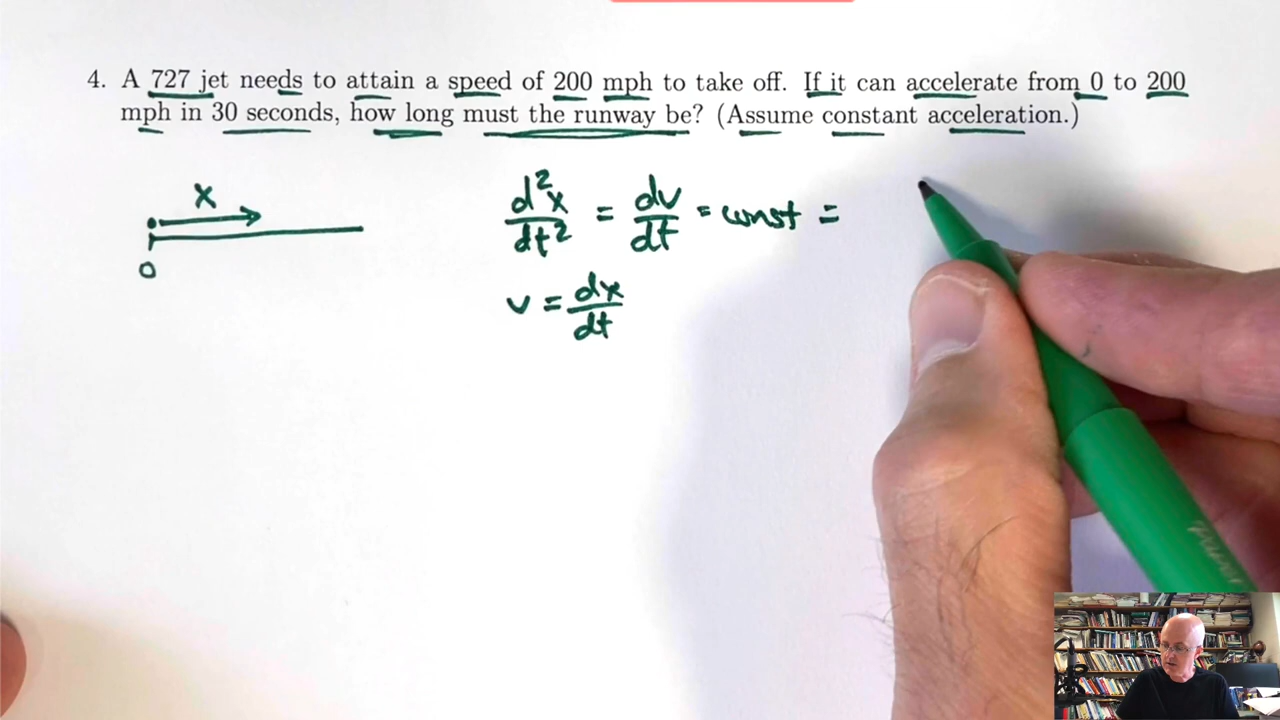 4. A 727 jet needs to attain a speed of 200 mph to take off. If it can accelerate from 0 to 200
mph in 30 seconds, how long must the runway be? (Assume constant acceleration.)
x
0
d²x/dt² = dv/dt = const =
v = dx/dt